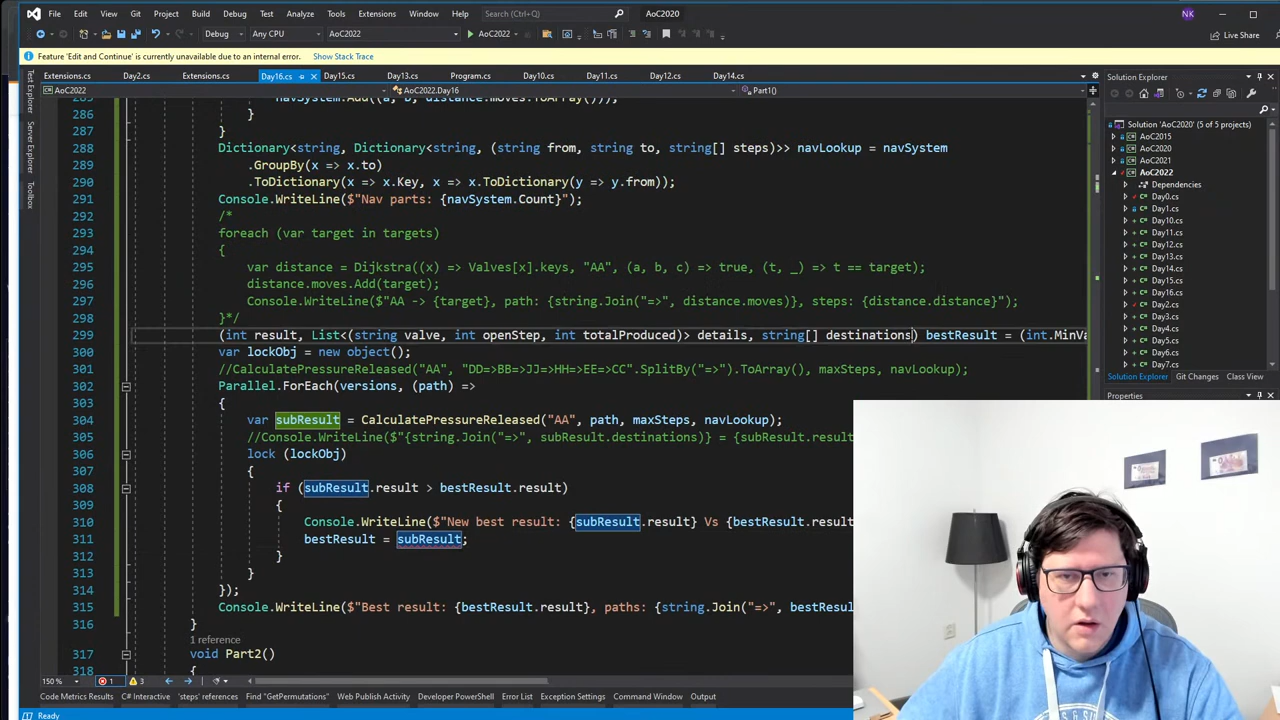 File Edit View Git Project Build Debug Test Analyze Tools Extensions Window Help Search (Ctrl+Q) AoC2020 NK
Debug Any CPU AoC2022 AoC2022 Live Share
Feature 'Edit and Continue' is currently unavailable due to an internal error. Show Stack Trace
Extensions.cs Day2.cs Extensions.cs Day16.cs Day15.cs Day13.cs Program.cs Day10.cs Day11.cs Day12.cs Day14.cs
AoC2022 AoC2022.Day16 Part1()
Test Explorer
Server Explorer
Toolbox
286 }
287 }
288 Dictionary<string, Dictionary<string, (string from, string to, string[] steps)>> navLookup = navSystem
289 .GroupBy(x => x.to)
290 .ToDictionary(x => x.Key, x => x.ToDictionary(y => y.from));
291 Console.WriteLine($"Nav parts: {navSystem.Count}");
292 /*
293 foreach (var target in targets)
294 {
295 var distance = Dijkstra((x) => Valves[x].keys, "AA", (a, b, c) => true, (t, _) => t == target);
296 distance.moves.Add(target);
297 Console.WriteLine($"AA -> {target}, path: {string.Join("=>", distance.moves)}, steps: {distance.distance}");
298 }*/
299 (int result, List<(string valve, int openStep, int totalProduced)> details, string[] destinations) bestResult = (int.MinVa
300 var lockObj = new object();
301 //CalculatePressureReleased("AA", "DD=>BB=>JJ=>HH=>EE=>CC".SplitBy("=>").ToArray(), maxSteps, navLookup);
302 Parallel.ForEach(versions, (path) =>
303 {
304 var subResult = CalculatePressureReleased("AA", path, maxSteps, navLookup);
305 //Console.WriteLine($"{string.Join("=>", subResult.destinations)} = {subResult.result
306 lock (lockObj)
307 {
308 if (subResult.result > bestResult.result)
309 {
310 Console.WriteLine($"New best result: {subResult.result} Vs {bestResult.result
311 bestResult = subResult;
312 }
313 }
314 });
315 Console.WriteLine($"Best result: {bestResult.result}, paths: {string.Join("=>", bestRes
316 }
1 reference
317 void Part2()
318 {
150 % 1 3
Code Metrics Results C# Interactive 'steps' references Find "GetPermutations" Web Publish Activity Developer PowerShell Error List Exception Settings Command Window Output
Ready
Solution Explorer
Solution 'AoC2020' (5 of 5 projects)
AoC2015
AoC2020
AoC2021
AoC2022
Dependencies
Day0.cs
Day1.cs
Day10.cs
Day11.cs
Day12.cs
Day13.cs
Day14.cs
Day15.cs
Day16.cs
Day2.cs
Day3.cs
Day4.cs
Day5.cs
Day6.cs
Day7.cs
Solution Explorer Git Changes Class View
Properties